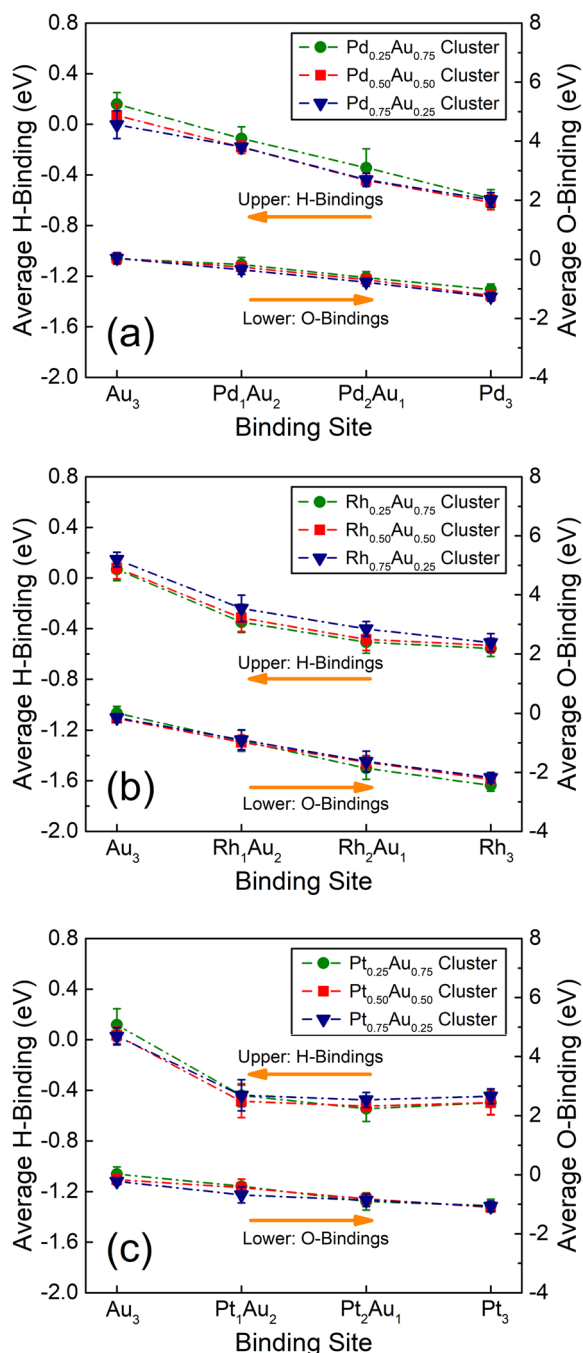 0.8
0.4
0.0
-0.4
-0.8
-1.2
-1.6
-2.0
Average H-Binding (eV)
Pd0.25Au0.75 Cluster
Pd0.50Au0.50 Cluster
Pd0.75Au0.25 Cluster
Upper: H-Bindings
Lower: O-Bindings
(a)
8
6
4
2
0
-2
-4
Average O-Binding (eV)
Au3 Pd1Au2 Pd2Au1 Pd3
Binding Site
0.8
0.4
0.0
-0.4
-0.8
-1.2
-1.6
-2.0
Average H-Binding (eV)
Rh0.25Au0.75 Cluster
Rh0.50Au0.50 Cluster
Rh0.75Au0.25 Cluster
Upper: H-Bindings
Lower: O-Bindings
(b)
8
6
4
2
0
-2
-4
Average O-Binding (eV)
Au3 Rh1Au2 Rh2Au1 Rh3
Binding Site
0.8
0.4
0.0
-0.4
-0.8
-1.2
-1.6
-2.0
Average H-Binding (eV)
Pt0.25Au0.75 Cluster
Pt0.50Au0.50 Cluster
Pt0.75Au0.25 Cluster
Upper: H-Bindings
Lower: O-Bindings
(c)
8
6
4
2
0
-2
-4
Average O-Binding (eV)
Au3 Pt1Au2 Pt2Au1 Pt3
Binding Site